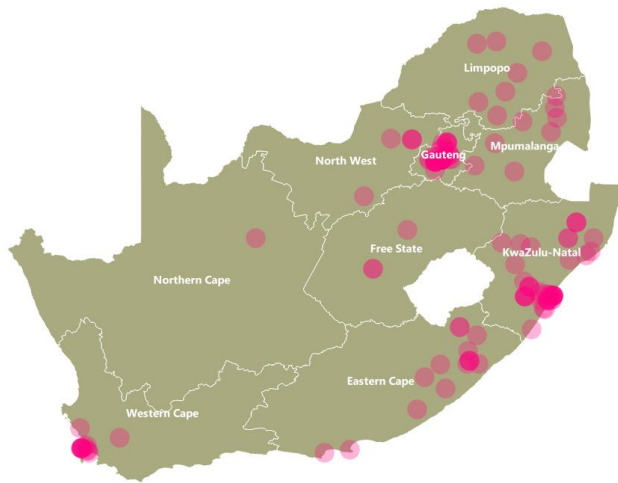 Limpopo
Mpumalanga
Gauteng
North West
Free State
KwaZulu-Natal
Northern Cape
Eastern Cape
Western Cape